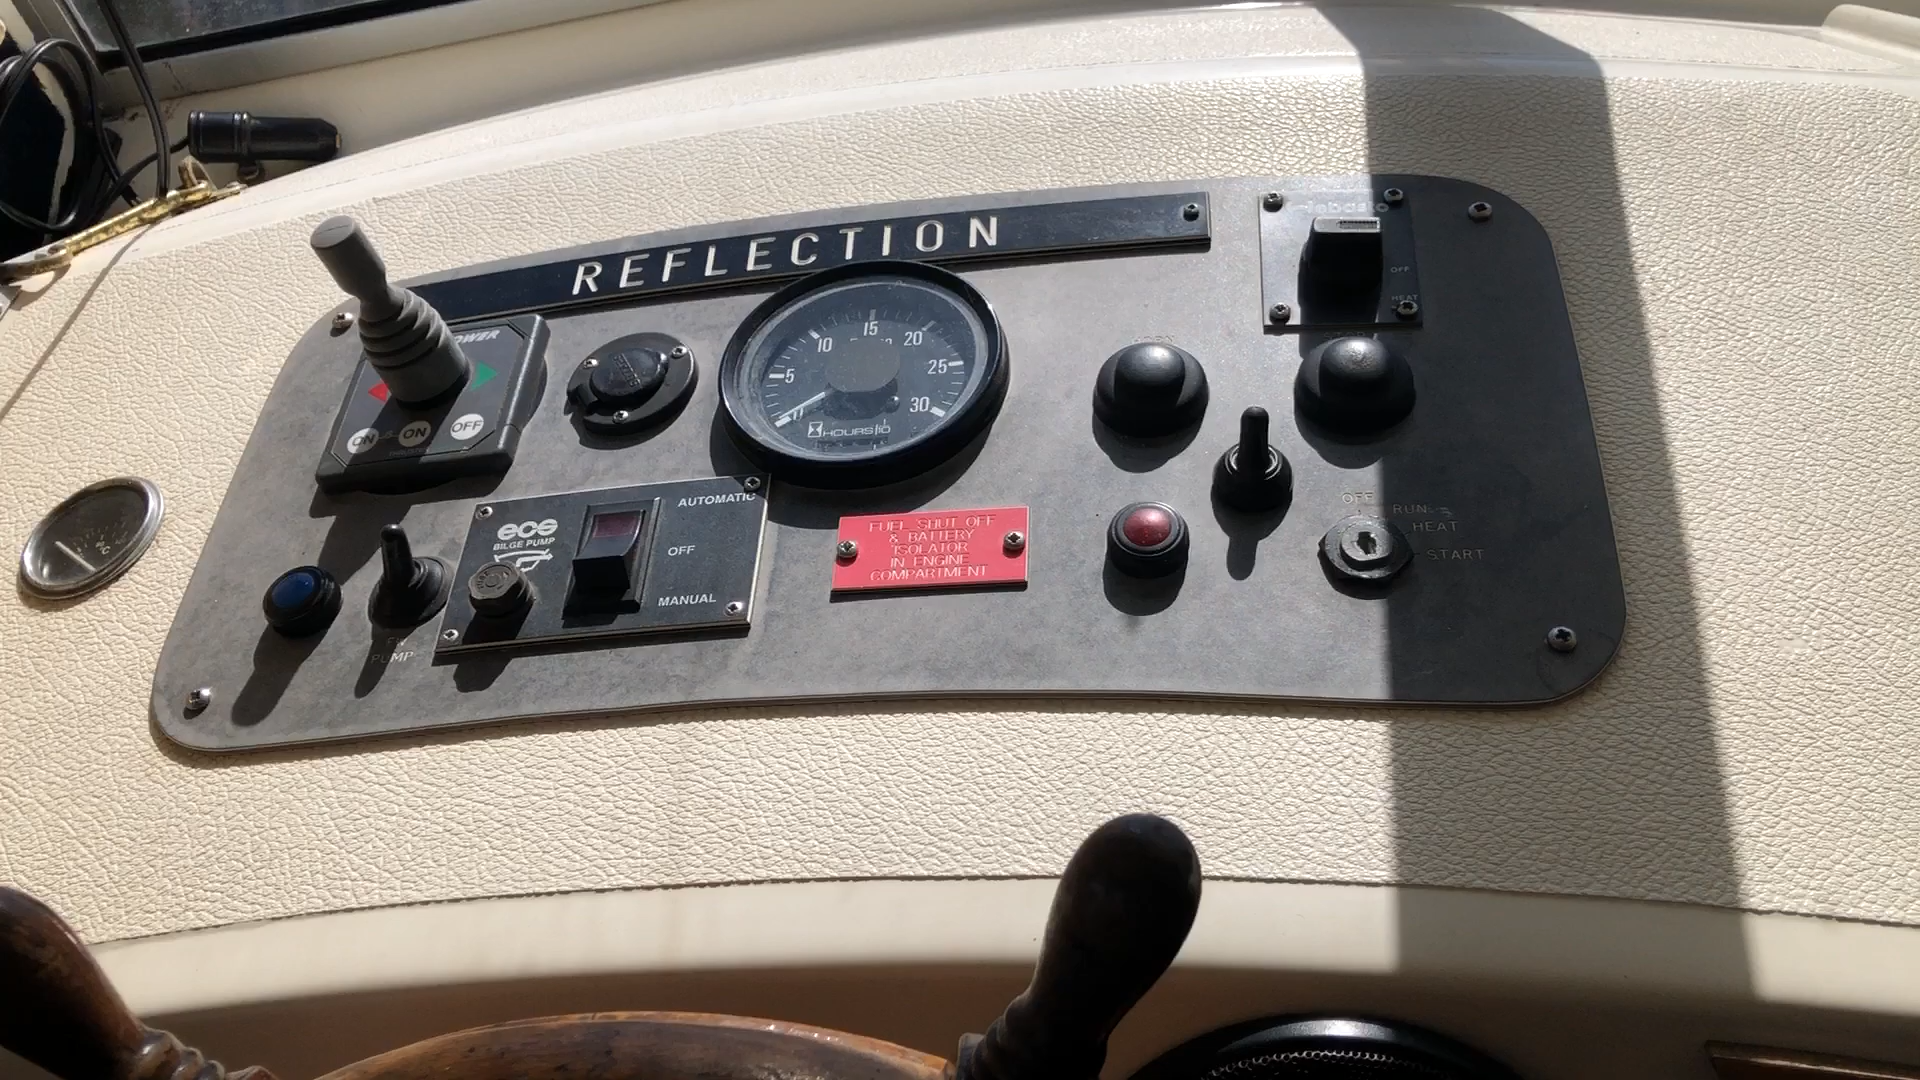 REFLECTION
OFF
HEAT
5
10
15
20
25
30
HOURS/10
ON
ON
OFF
AUTOMATIC
ece
BILGE PUMP
OFF
MANUAL
PUMP
FUEL SHUT OFF
& BATTERY
ISOLATOR
IN ENGINE
COMPARTMENT
OFF
RUN
HEAT
START
°C